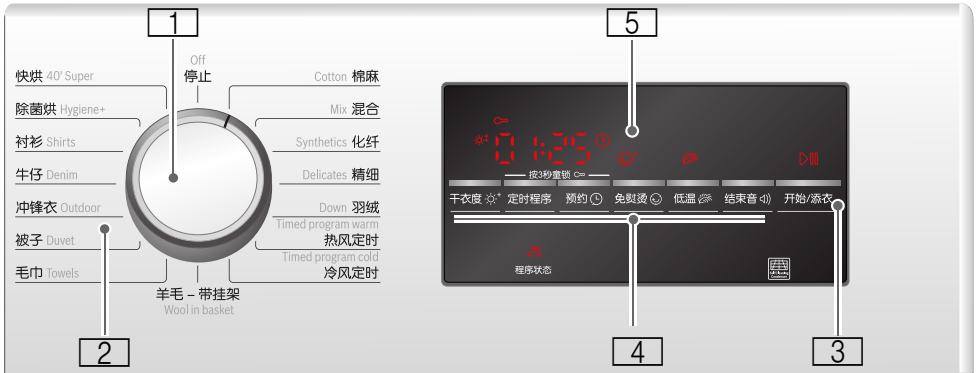 1
5
Off
停止
快烘 40' Super
除菌烘 Hygiene+
衬衫 Shirts
牛仔 Denim
冲锋衣 Outdoor
被子 Duvet
毛巾 Towels
Cotton 棉麻
Mix 混合
Synthetics 化纤
Delicates 精细
Down 羽绒
Timed program warm
热风定时
Timed program cold
冷风定时
羊毛 – 带挂架
Wool in basket
01:25
按3秒童锁
干衣度 定时程序 预约 免熨烫 低温 结束音 开始/添衣
程序状态
2
4
3